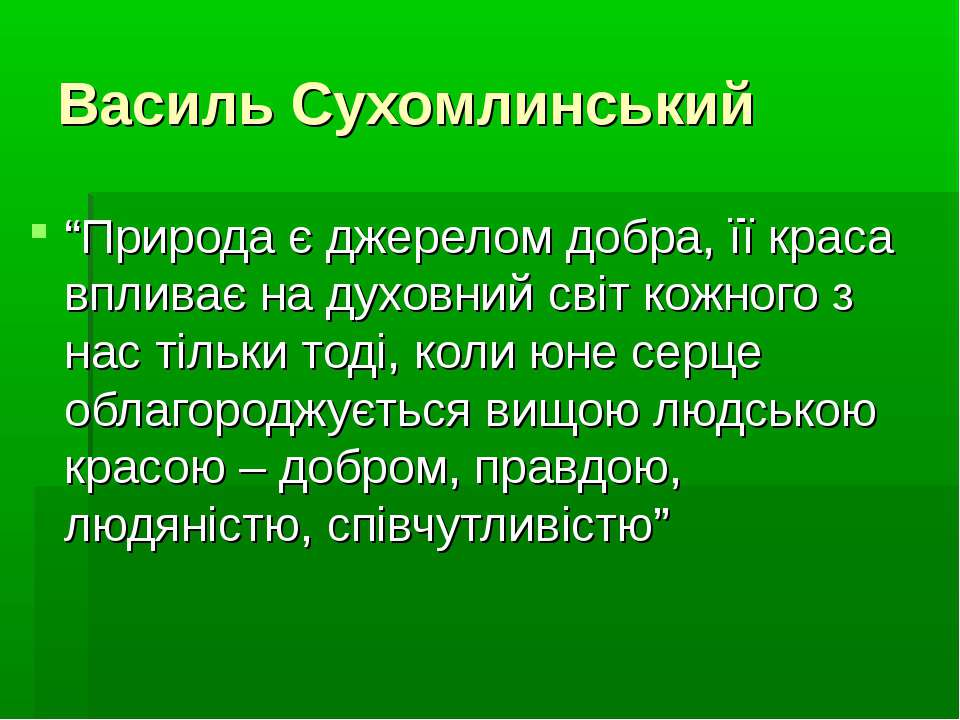 Василь Сухомлинський
“Природа є джерелом добра, її краса
впливає на духовний світ кожного з
нас тільки тоді, коли юне серце
облагороджується вищою людською
красою – добром, правдою,
людяністю, співчутливістю”